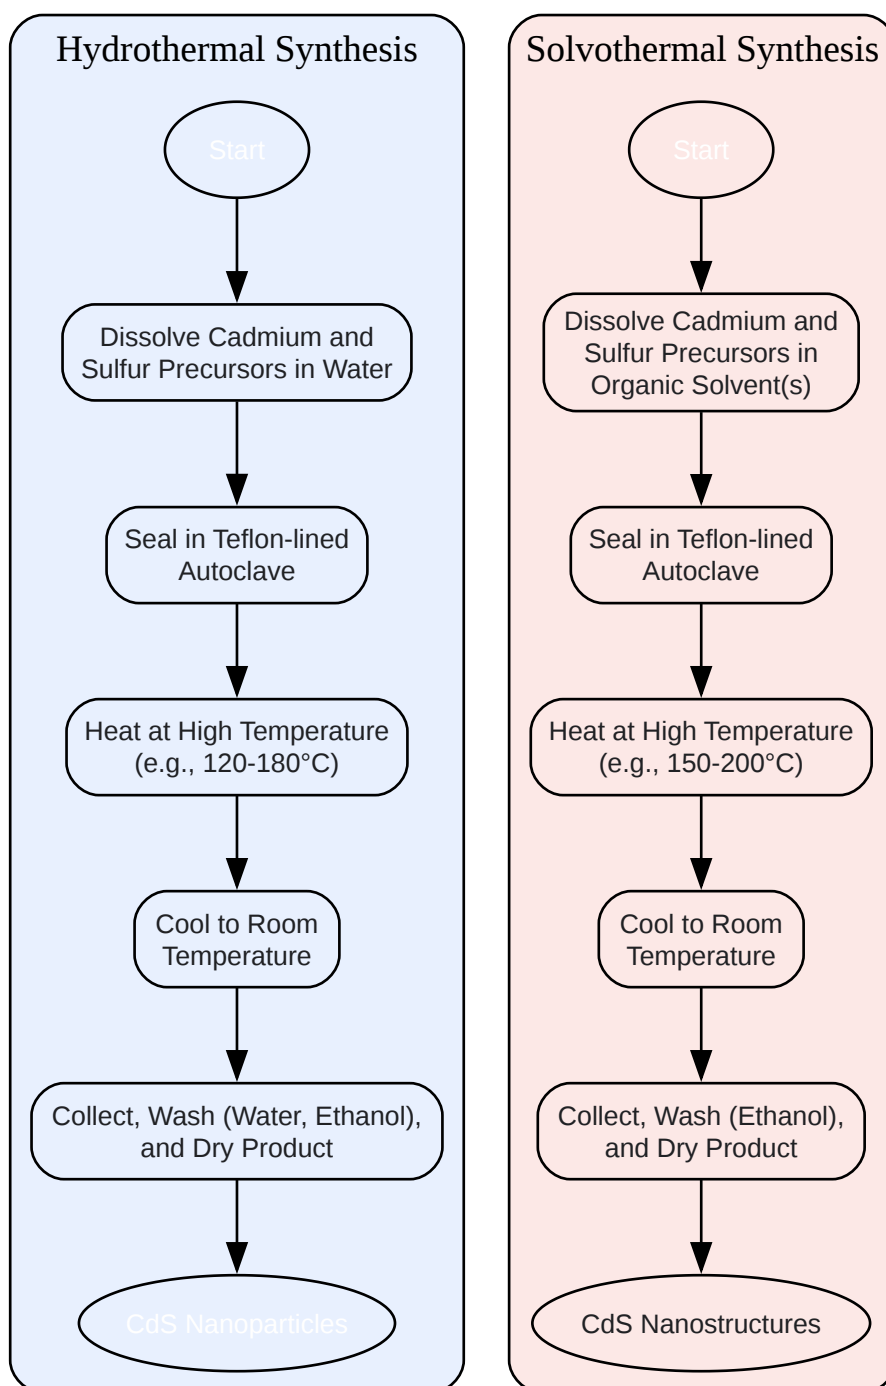 Hydrothermal Synthesis
Start
Dissolve Cadmium and
Sulfur Precursors in Water
Seal in Teflon-lined
Autoclave
Heat at High Temperature
(e.g., 120-180°C)
Cool to Room
Temperature
Collect, Wash (Water, Ethanol),
and Dry Product
CdS Nanoparticles
Solvothermal Synthesis
Start
Dissolve Cadmium and
Sulfur Precursors in
Organic Solvent(s)
Seal in Teflon-lined
Autoclave
Heat at High Temperature
(e.g., 150-200°C)
Cool to Room
Temperature
Collect, Wash (Ethanol),
and Dry Product
CdS Nanostructures